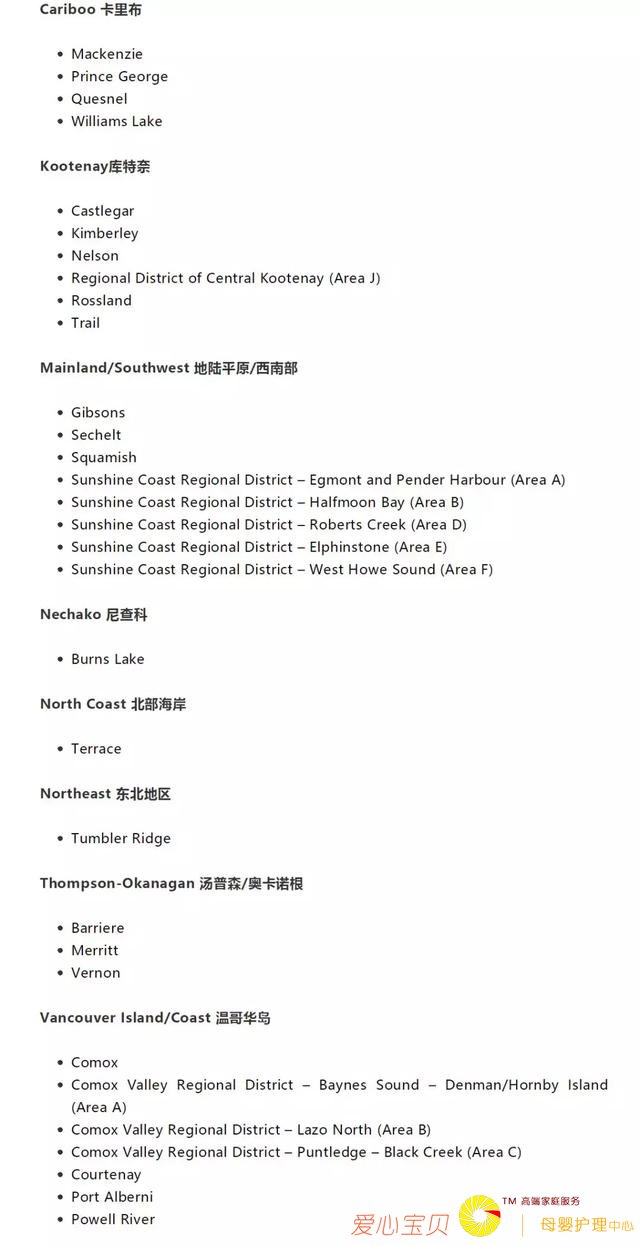 Cariboo 卡里布
Mackenzie
Prince George
Quesnel
Williams Lake
Kootenay库特奈
Castlegar
Kimberley
Nelson
Regional District of Central Kootenay (Area J)
Rossland
Trail
Mainland/Southwest 地陆平原/西南部
Gibsons
Sechelt
Squamish
Sunshine Coast Regional District – Egmont and Pender Harbour (Area A)
Sunshine Coast Regional District – Halfmoon Bay (Area B)
Sunshine Coast Regional District – Roberts Creek (Area D)
Sunshine Coast Regional District – Elphinstone (Area E)
Sunshine Coast Regional District – West Howe Sound (Area F)
Nechako 尼查科
Burns Lake
North Coast 北部海岸
Terrace
Northeast 东北地区
Tumbler Ridge
Thompson-Okanagan 汤普森/奥卡诺根
Barriere
Merritt
Vernon
Vancouver Island/Coast 温哥华岛
Comox
Comox Valley Regional District – Baynes Sound – Denman/Hornby Island
(Area A)
Comox Valley Regional District – Lazo North (Area B)
Comox Valley Regional District – Puntledge – Black Creek (Area C)
Courtenay
Port Alberni
Powell River
爱心宝贝
TM 高端家庭服务
母婴护理中心